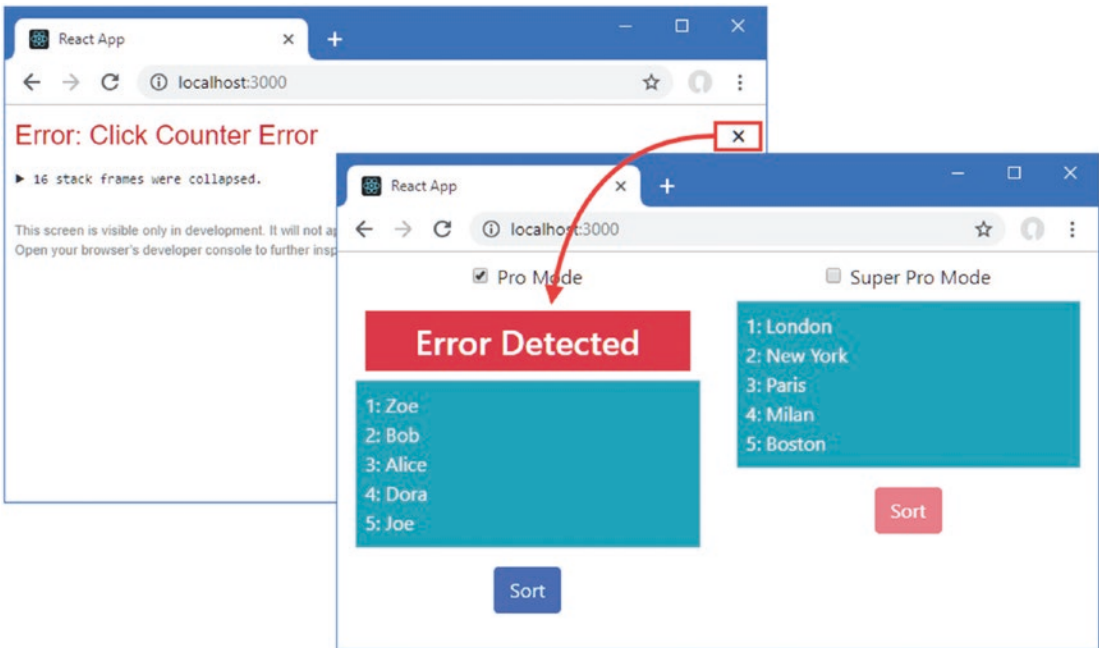 React App
localhost:3000
Error: Click Counter Error
▶ 16 stack frames were collapsed.
This screen is visible only in development. It will not
Open your browser's developer console to further
React App
localhost:3000
Pro Mode
Super Pro Mode
Error Detected
1: Zoe
2: Bob
3: Alice
4: Dora
5: Joe
Sort
1: London
2: New York
3: Paris
4: Milan
5: Boston
Sort